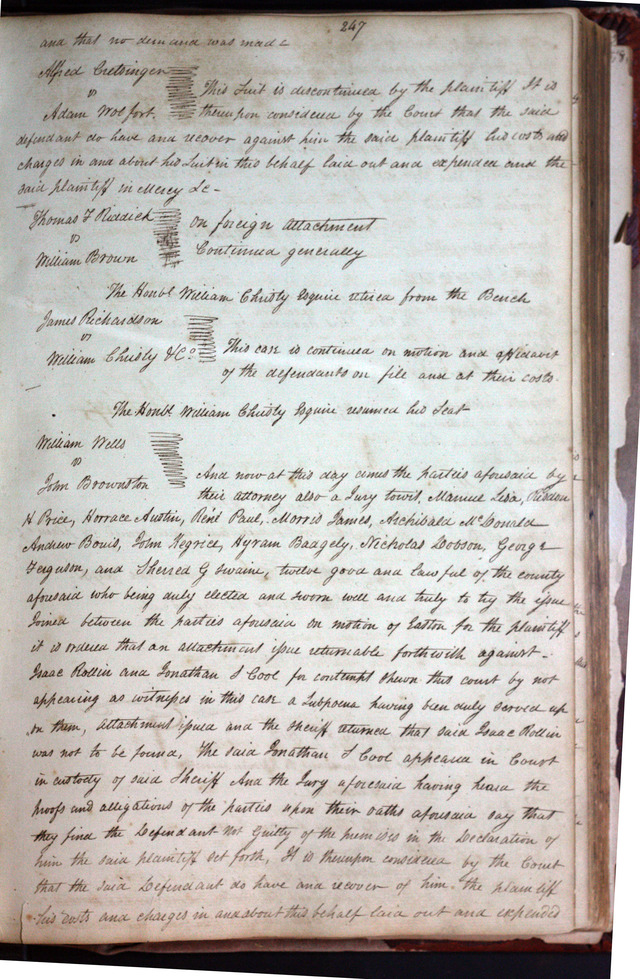 247
and that no demand was made
Alfred Cretsinger
vs
Adam Woefort.
This Suit is discontinued by the plaintiff It is
thereupon considered by the Court that the said
defendant do have and recover against him the said plaintiff his costs and
charges in and about his Suit in this behalf laid out and expended and the
said plaintiff in Mercy &c-
Thomas F Riddick
vs
William Brown
on foreign attachment
Continued generally
The Honbl William Christy Esquire retired from the Bench
James Richardson
vs
William Christy & Co
This case is continued on motion and affidavit
of the defendants on file and at their costs.
The Honbl William Christy Esquire resumed his Seat
William Wells
vs
John Brownston
And now at this day comes the parties aforesaid by
their attorney also a Jury towit, Manuel Lisa,
H Price, Horrace Austin, René Paul, Morris James, Archibald McDonald
Andrew Bouis, John Hegrice, Hyram Baggely, Nicholas Dobson, George
Ferguson, and Sherred G Swaine, twelve good and lawful of the county
aforesaid who being duly elected and sworn well and truly to try the issue
Joined between the parties aforesaid on motion of Easton for the plaintiff
it is ordered that an attachment issue returnable forthwith against-
Isaac Rollin and Jonathan S Cool for contempt shewn this court by not
appearing as witnesses in this case a Subpoena having been duly served up
on them, attachment issued and the Sheriff returned that said Isaac Rollin
was not to be found, the said Jonathan S Cool appeared in Court
in custody of said Sheriff And the Jury aforesaid having heard the
proofs and allegations of the parties upon their oaths aforesaid say that
they find the Defendant Not Guilty of the premises in the Declaration of
him the said plaintiff set forth, It is thereupon considered by the Court
that the said Defendant do have and recover of him the plaintiff
his costs and charges in and about this behalf laid out and expended